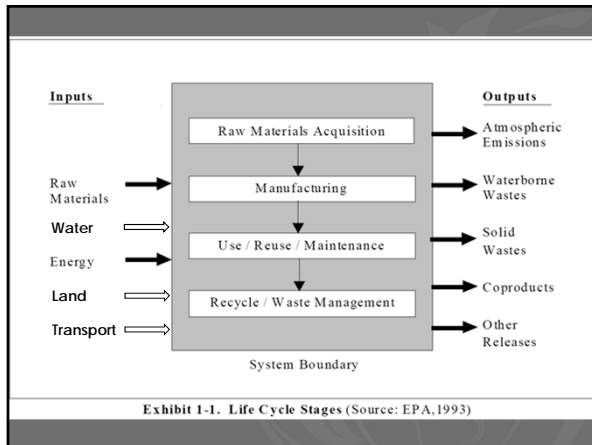 Inputs
Raw
Materials
Water
Energy
Land
Transport
Raw Materials Acquisition
Manufacturing
Use / Reuse / Maintenance
Recycle / Waste Management
System Boundary
Outputs
Atmospheric
Emissions
Waterborne
Wastes
Solid
Wastes
Coproducts
Other
Releases
Exhibit 1-1. Life Cycle Stages (Source: EPA,1993)